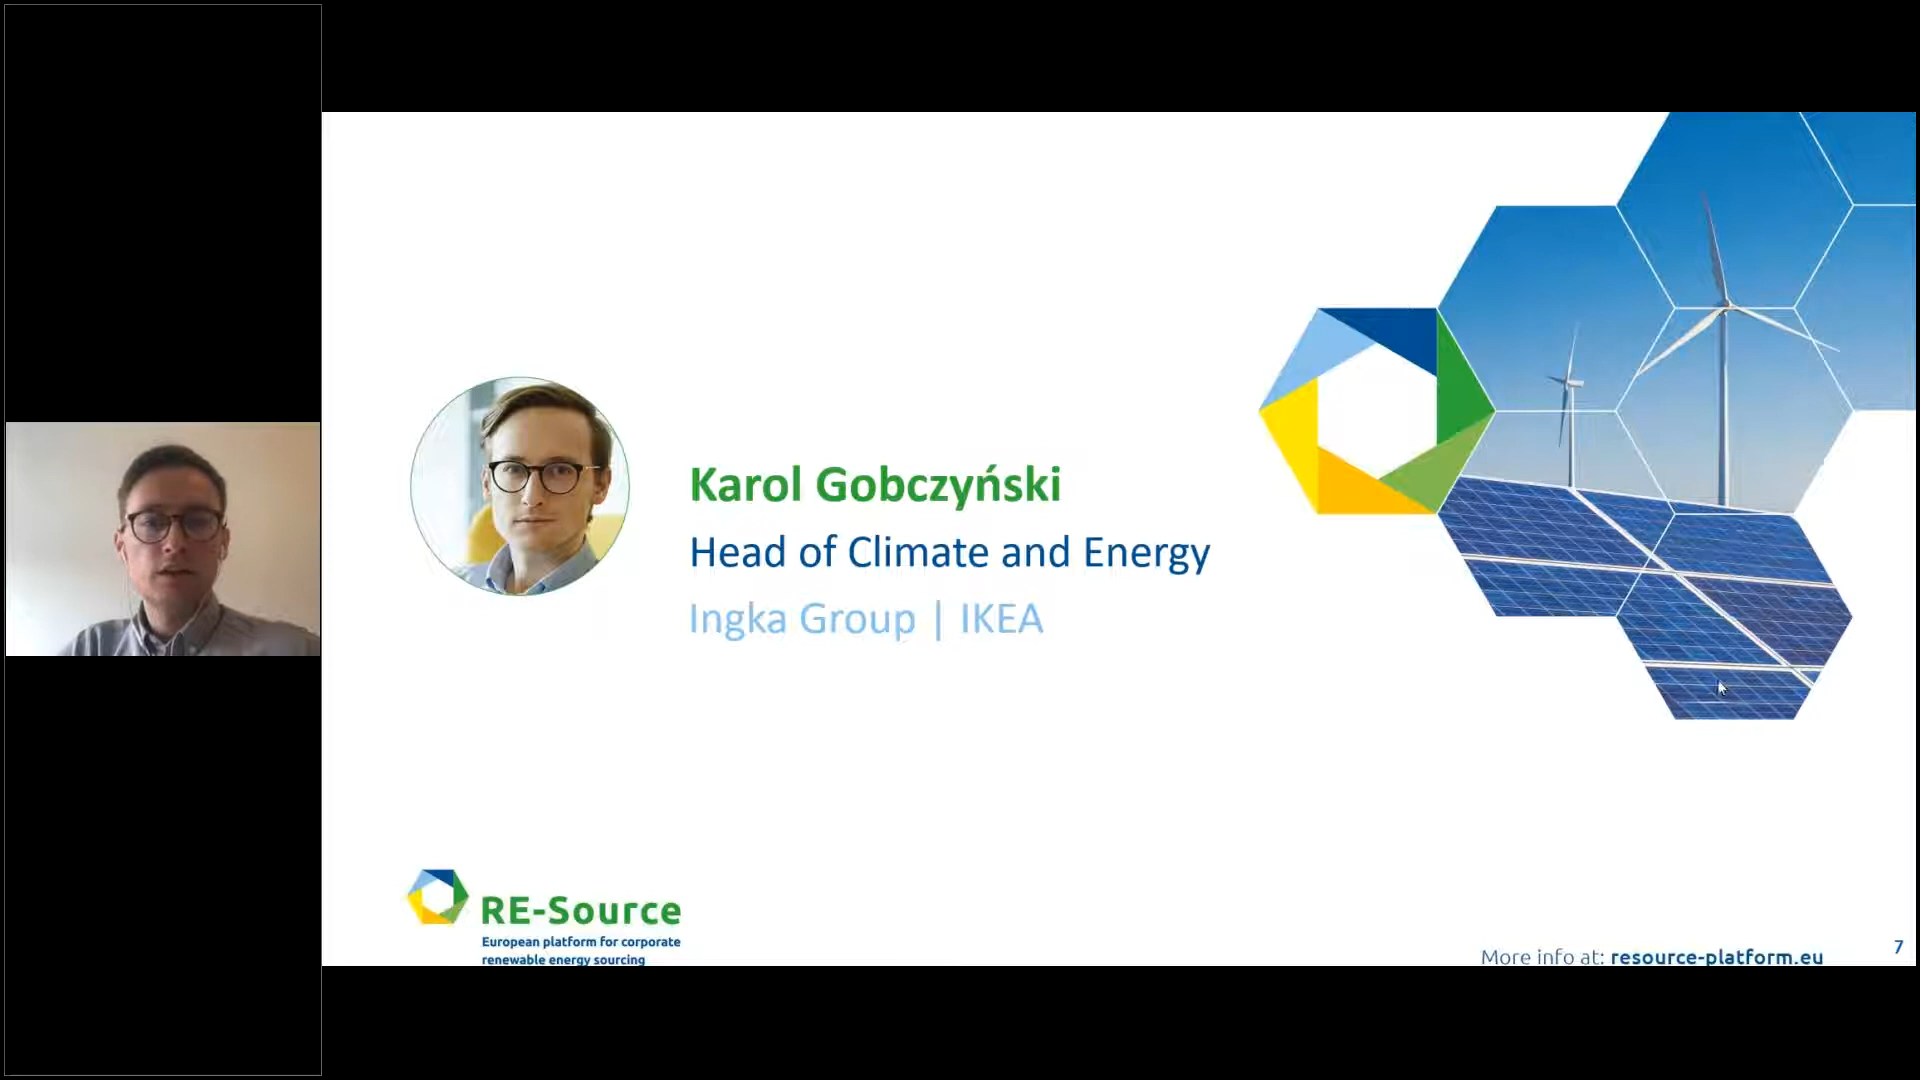 Karol Gobczyński
Head of Climate and Energy
Ingka Group | IKEA
RE-Source
European platform for corporate
renewable energy sourcing
More info at: resource-platform.eu
7